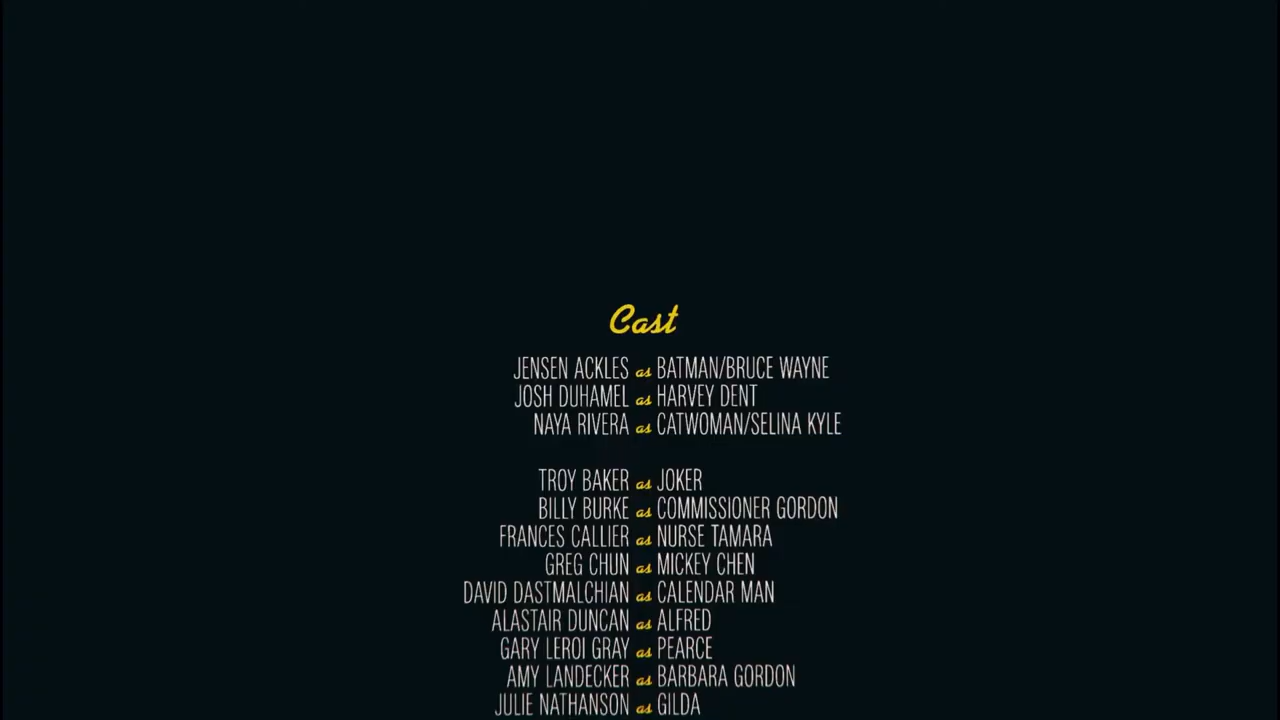 Cast
JENSEN ACKLES as BATMAN/BRUCE WAYNE
JOSH DUHAMEL as HARVEY DENT
NAYA RIVERA as CATWOMAN/SELINA KYLE
TROY BAKER as JOKER
BILLY BURKE as COMMISSIONER GORDON
FRANCES CALLIER as NURSE TAMARA
GREG CHUN as MICKEY CHEN
DAVID DASTMALCHIAN as CALENDAR MAN
ALASTAIR DUNCAN as ALFRED
GARY LEROI GRAY as PEARCE
AMY LANDECKER as BARBARA GORDON
JULIE NATHANSON as GILDA